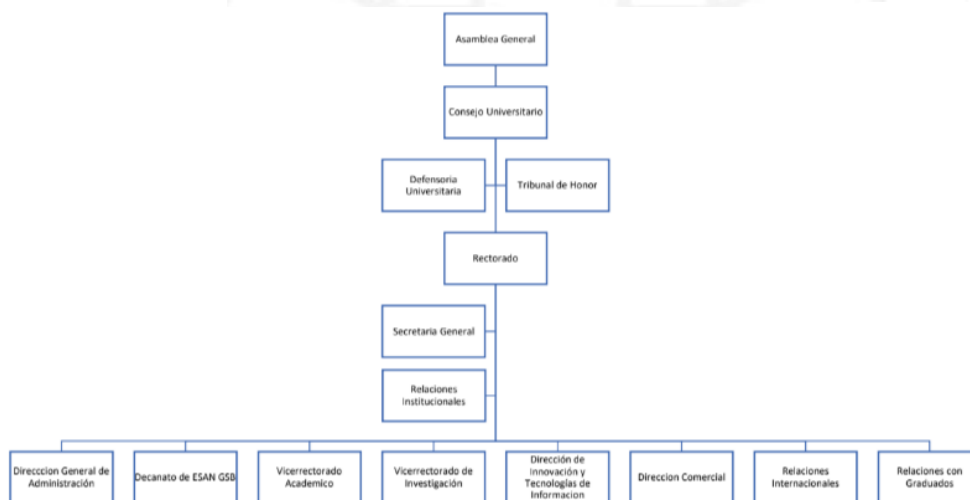 Asamblea General
Consejo Universitario
Defensoria
Universitaria
Tribunal de Honor
Rectorado
Secretaria General
Relaciones
Institucionales
Direcccion General de
Administración
Decanato de ESAN GSB
Vicerrectorado
Academico
Vicerrectorado de
Investigación
Dirección de
Innovación y
Tecnologías de
Informacion
Direccion Comercial
Relaciones
Internacionales
Relaciones con
Graduados